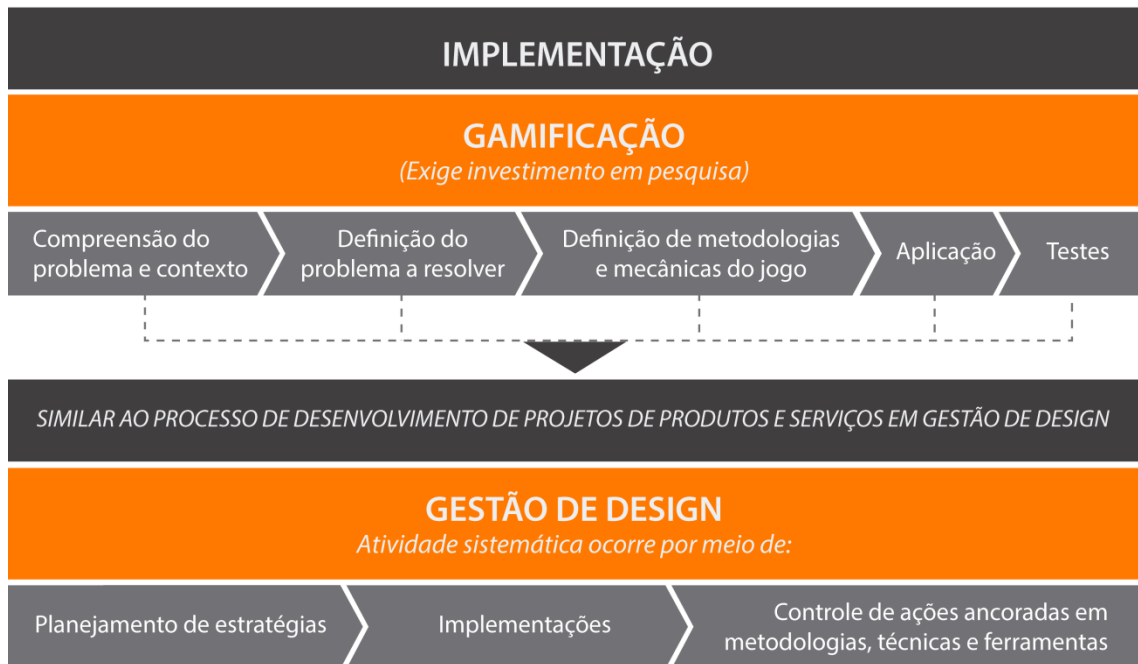 IMPLEMENTAÇÃO
GAMIFICAÇÃO
(Exige investimento em pesquisa)
Compreensão do
problema e contexto
Definição do
problema a resolver
Definição de metodologias
e mecânicas do jogo
Aplicação
Testes
SIMILAR AO PROCESSO DE DESENVOLVIMENTO DE PROJETOS DE PRODUTOS E SERVIÇOS EM GESTÃO DE DESIGN
GESTÃO DE DESIGN
Atividade sistemática ocorre por meio de:
Planejamento de estratégias
Implementações
Controle de ações ancoradas em
metodologias, técnicas e ferramentas